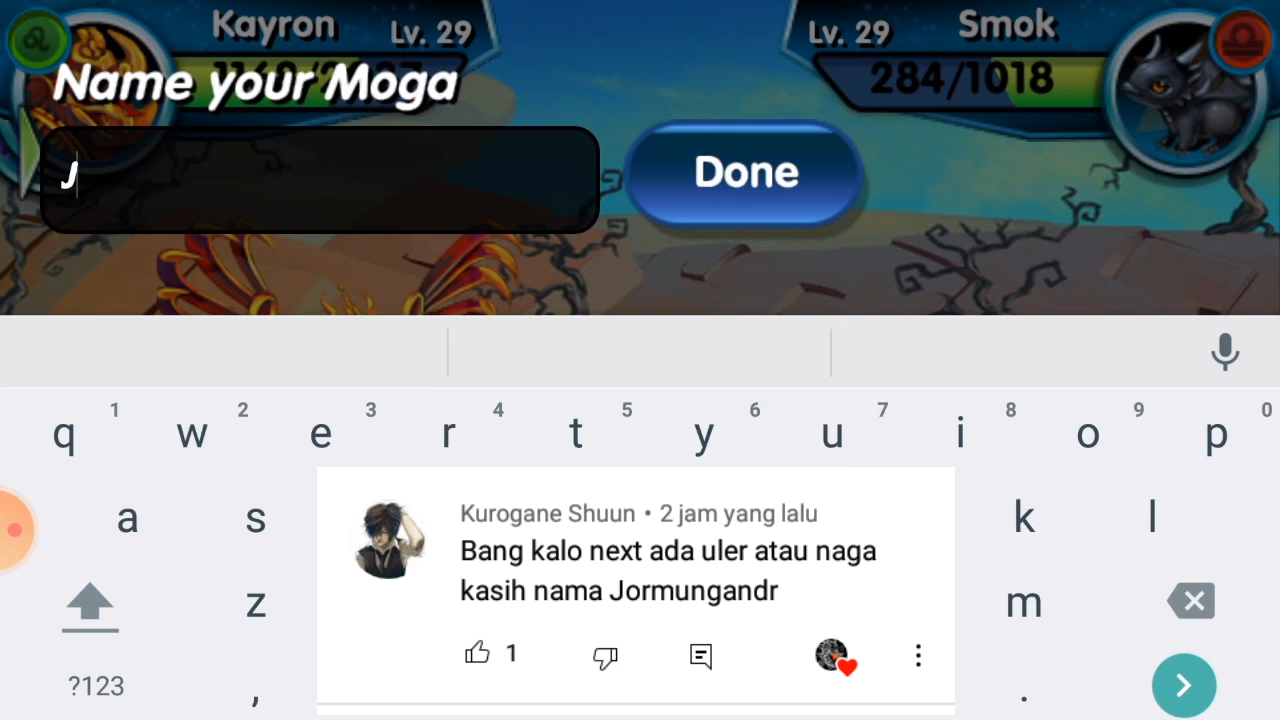 Kayron Lv. 29
Lv. 29 Smok
284/1018
Name your Moga
J
Done
q 1 w 2 e 3 r 4 t 5 y 6 u 7 i 8 o 9 p 0
a s k l
Kurogane Shuun • 2 jam yang lalu
Bang kalo next ada uler atau naga
kasih nama Jormungandr
z m
1
?123 , .